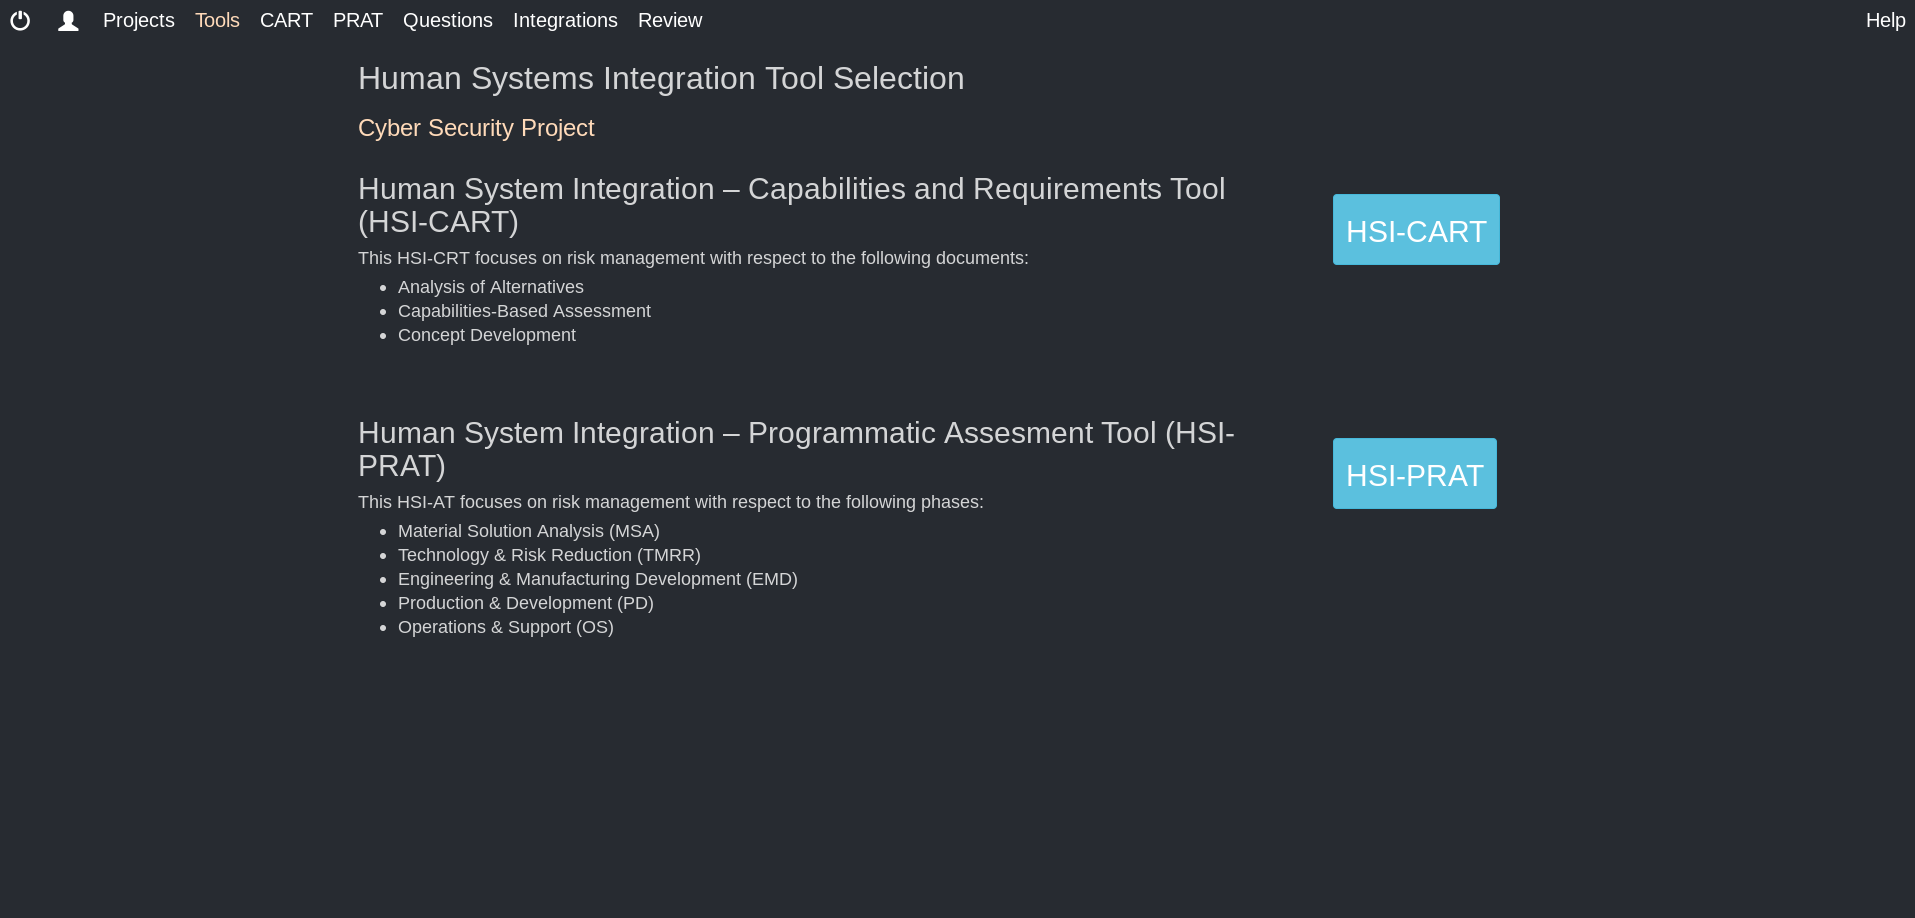 Projects Tools CART PRAT Questions Integrations Review Help
Human Systems Integration Tool Selection
Cyber Security Project
Human System Integration – Capabilities and Requirements Tool
(HSI-CART)
HSI-CART
This HSI-CRT focuses on risk management with respect to the following documents:
• Analysis of Alternatives
• Capabilities-Based Assessment
• Concept Development
Human System Integration – Programmatic Assesment Tool (HSI-
PRAT)
HSI-PRAT
This HSI-AT focuses on risk management with respect to the following phases:
• Material Solution Analysis (MSA)
• Technology & Risk Reduction (TMRR)
• Engineering & Manufacturing Development (EMD)
• Production & Development (PD)
• Operations & Support (OS)